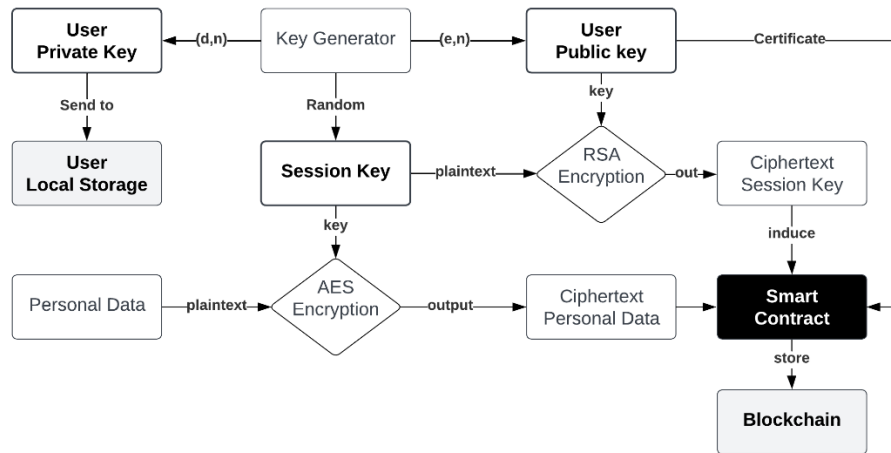 User
Private Key
(d,n)
Key Generator
(e,n)
User
Public key
Certificate
Send to
Random
key
User
Local Storage
Session Key
plaintext
RSA
Encryption
out
Ciphertext
Session Key
key
induce
Personal Data
plaintext
AES
Encryption
output
Ciphertext
Personal Data
Smart
Contract
store
Blockchain